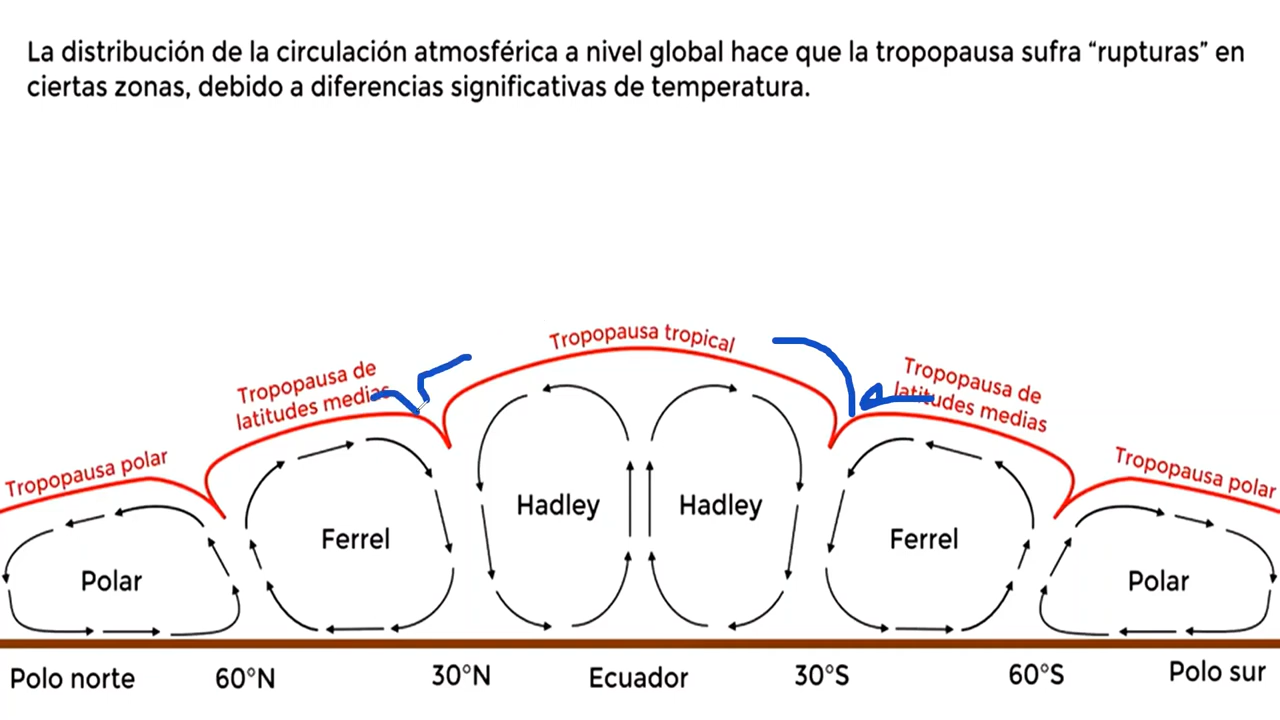 La distribución de la circulación atmosférica a nivel global hace que la tropopausa sufra “rupturas” en
ciertas zonas, debido a diferencias significativas de temperatura.
Tropopausa tropical
Tropopausa de
latitudes medias
Tropopausa de
latitudes medias
Tropopausa polar
Tropopausa polar
Hadley
Hadley
Ferrel
Ferrel
Polar
Polar
Polo norte
60°N
30°N
Ecuador
30°S
60°S
Polo sur